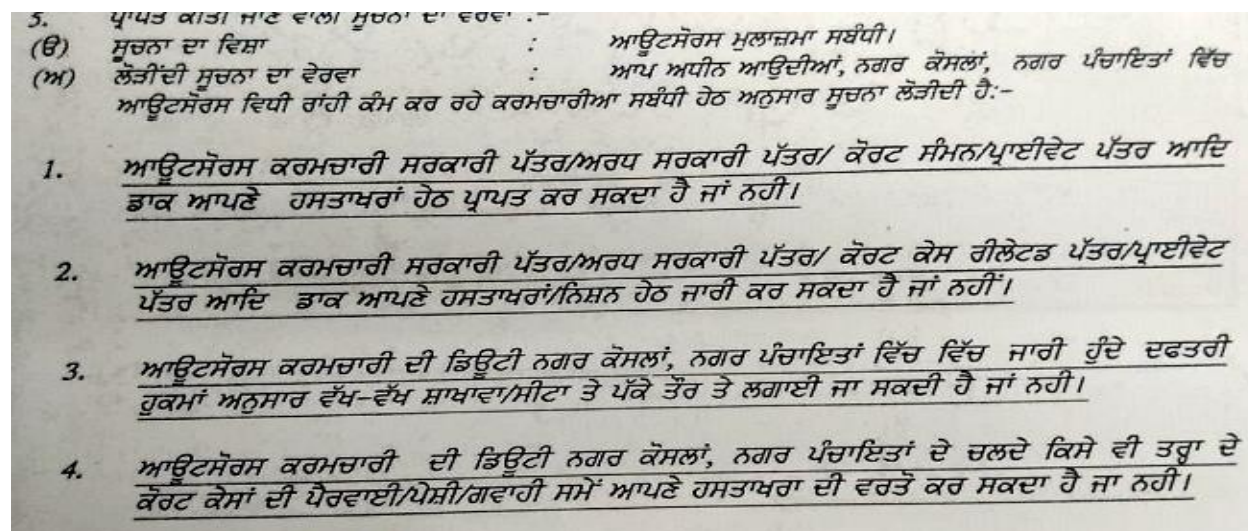 5. ਪ੍ਰਾਪਤ ਕੀਤੀ ਜਾਣ ਵਾਲੀ ਸੂਚਨਾ ਦਾ ਵੇਰਵਾ :-
(ੳ) ਸੂਚਨਾ ਦਾ ਵਿਸ਼ਾ : ਆਊਟਸੋਰਸ ਮੁਲਾਜ਼ਮਾ ਸਬੰਧੀ।
(ਅ) ਲੋੜੀਂਦੀ ਸੂਚਨਾ ਦਾ ਵੇਰਵਾ : ਆਪ ਅਧੀਨ ਆਉਦੀਆਂ, ਨਗਰ ਕੋਸਲਾਂ, ਨਗਰ ਪੰਚਾਇਤਾਂ ਵਿੱਚ
ਆਊਟਸੋਰਸ ਵਿਧੀ ਰਾਂਹੀ ਕੰਮ ਕਰ ਰਹੇ ਕਰਮਚਾਰੀਆ ਸਬੰਧੀ ਹੇਠ ਅਨੁਸਾਰ ਸੂਚਨਾ ਲੋੜੀਦੀ ਹੈ:-
1. ਆਊਟਸੋਰਸ ਕਰਮਚਾਰੀ ਸਰਕਾਰੀ ਪੱਤਰ/ਅਰਧ ਸਰਕਾਰੀ ਪੱਤਰ/ ਕੋਰਟ ਸੰਮਨ/ਪ੍ਰਾਈਵੇਟ ਪੱਤਰ ਆਦਿ
ਡਾਕ ਆਪਣੇ ਹਸਤਾਖਰਾਂ ਹੇਠ ਪ੍ਰਾਪਤ ਕਰ ਸਕਦਾ ਹੈ ਜਾਂ ਨਹੀ।
2. ਆਊਟਸੋਰਸ ਕਰਮਚਾਰੀ ਸਰਕਾਰੀ ਪੱਤਰ/ਅਰਧ ਸਰਕਾਰੀ ਪੱਤਰ/ ਕੋਰਟ ਕੇਸ ਰੀਲੇਟਡ ਪੱਤਰ/ਪ੍ਰਾਈਵੇਟ
ਪੱਤਰ ਆਦਿ ਡਾਕ ਆਪਣੇ ਹਸਤਾਖਰਾਂ/ਨਿਸ਼ਨ ਹੇਠ ਜਾਰੀ ਕਰ ਸਕਦਾ ਹੈ ਜਾਂ ਨਹੀਂ।
3. ਆਊਟਸੋਰਸ ਕਰਮਚਾਰੀ ਦੀ ਡਿਊਟੀ ਨਗਰ ਕੋਸਲਾਂ, ਨਗਰ ਪੰਚਾਇਤਾਂ ਵਿੱਚ ਵਿੱਚ ਜਾਰੀ ਹੁੰਦੇ ਦਫਤਰੀ
ਹੁਕਮਾਂ ਅਨੁਸਾਰ ਵੱਖ-ਵੱਖ ਸ਼ਾਖਾਵਾ/ਸੀਟਾ ਤੇ ਪੱਕੇ ਤੌਰ ਤੇ ਲਗਾਈ ਜਾ ਸਕਦੀ ਹੈ ਜਾਂ ਨਹੀ।
4. ਆਊਟਸੋਰਸ ਕਰਮਚਾਰੀ ਦੀ ਡਿਊਟੀ ਨਗਰ ਕੋਸਲਾਂ, ਨਗਰ ਪੰਚਾਇਤਾਂ ਦੇ ਚਲਦੇ ਕਿਸੇ ਵੀ ਤਰ੍ਹਾ ਦੇ
ਕੋਰਟ ਕੇਸਾਂ ਦੀ ਪੈਰਵਾਈ/ਪੇਸ਼ੀ/ਗਵਾਹੀ ਸਮੇਂ ਆਪਣੇ ਹਸਤਾਖਰਾ ਦੀ ਵਰਤੋ ਕਰ ਸਕਦਾ ਹੈ ਜਾ ਨਹੀ।